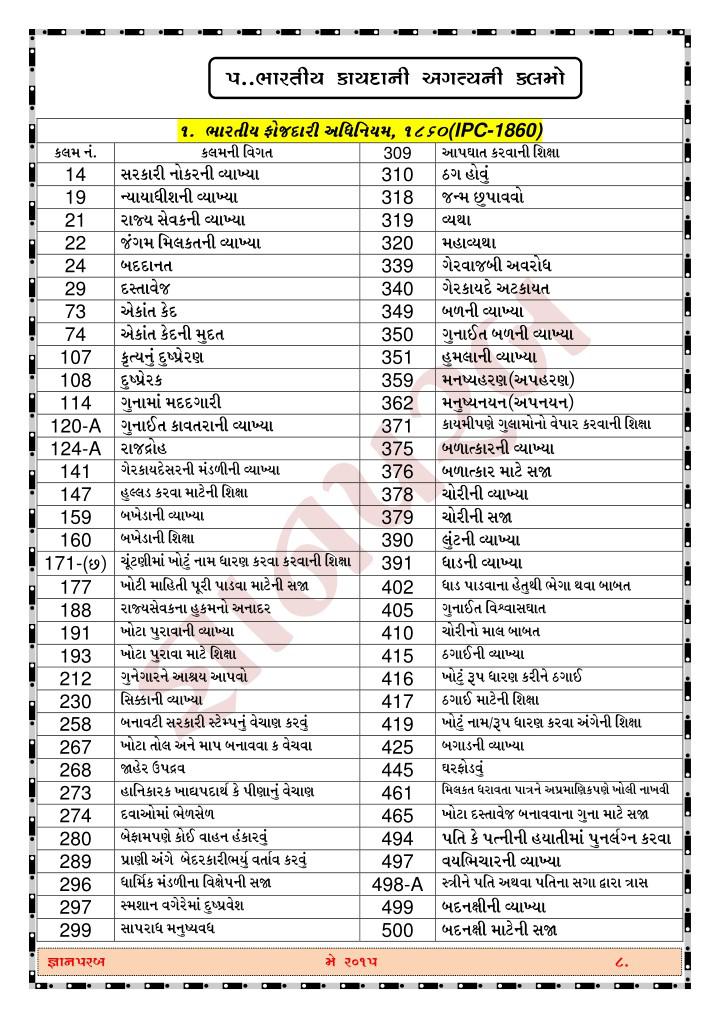 ૫..ભારતીય કાયદાની અગત્યની કલમો
૧. ભારતીય ફોજદારી અધિનિયમ, ૧૮૬૦(IPC-1860)
કલમ નં. કલમની વિગત 309 આપઘાત કરવાની શિક્ષા
14 સરકારી નોકરની વ્યાખ્યા 310 ઠગ હોવું
19 ન્યાયાધીશની વ્યાખ્યા 318 જન્મ છુપાવવો
21 રાજ્ય સેવકની વ્યાખ્યા 319 વ્યથા
22 જંગમ મિલકતની વ્યાખ્યા 320 મહાવ્યથા
24 બદદાનત 339 ગેરવાજબી અવરોધ
29 દસ્તાવેજ 340 ગેરકાયદે અટકાયત
73 એકાંત કેદ 349 બળની વ્યાખ્યા
74 એકાંત કેદની મુદત 350 ગુનાઈત બળની વ્યાખ્યા
107 કૃત્યનું દુષ્પ્રેરણ 351 હુમલાની વ્યાખ્યા
108 દુષ્પ્રેરક 359 મનષ્યહરણ(અપહરણ)
114 ગુનામાં મદદગારી 362 મનુષ્યનયન(અપનયન)
120-A ગુનાઈત કાવતરાની વ્યાખ્યા 371 કાયમીપણે ગુલામોનો વેપાર કરવાની શિક્ષા
124-A રાજદ્રોહ 375 બળાત્કારની વ્યાખ્યા
141 ગેરકાયદેસરની મંડળીની વ્યાખ્યા 376 બળાત્કાર માટે સજા
147 હુલ્લડ કરવા માટેની શિક્ષા 378 ચોરીની વ્યાખ્યા
159 બખેડાની વ્યાખ્યા 379 ચોરીની સજા
160 બખેડાની શિક્ષા 390 લુંટની વ્યાખ્યા
171-(છ) ચૂંટણીમાં ખોટું નામ ધારણ કરવા કરવાની શિક્ષા 391 ધાડની વ્યાખ્યા
177 ખોટી માહિતી પૂરી પાડવા માટેની સજા 402 ધાડ પાડવાના હેતુથી ભેગા થવા બાબત
188 રાજ્યસેવકના હુકમનો અનાદર 405 ગુનાઈત વિશ્વાસઘાત
191 ખોટા પુરાવાની વ્યાખ્યા 410 ચોરીનો માલ બાબત
193 ખોટા પુરાવા માટે શિક્ષા 415 ઠગાઈની વ્યાખ્યા
212 ગુનેગારને આશ્રય આપવો 416 ખોટું રૂપ ધારણ કરીને ઠગાઈ
230 સિક્કાની વ્યાખ્યા 417 ઠગાઈ માટેની શિક્ષા
258 બનાવટી સરકારી સ્ટેમ્પનું વેચાણ કરવું 419 ખોટું નામ/રૂપ ધારણ કરવા અંગેની શિક્ષા
267 ખોટા તોલ અને માપ બનાવવા ક વેચવા 425 બગાડની વ્યાખ્યા
268 જાહેર ઉપદ્રવ 445 ઘરફોડવું
273 હાનિકારક ખાદ્યપદાર્થ કે પીણાનું વેચાણ 461 મિલકત ધરાવતા પાત્રને અપ્રમાણિકપણે ખોલી નાખવી
274 દવાઓમાં ભેળસેળ 465 ખોટા દસ્તાવેજ બનાવવાના ગુના માટે સજા
280 બેફામપણે કોઈ વાહન હંકારવું 494 પતિ કે પત્નીની હયાતીમાં પુનર્લગ્ન કરવા
289 પ્રાણી અંગે બેદરકારીભર્યુ વર્તાવ કરવું 497 વયભિચારની વ્યાખ્યા
296 ધાર્મિક મંડળીના વિક્ષેપની સજા 498-A સ્ત્રીને પતિ અથવા પતિના સગા દ્વારા ત્રાસ
297 સ્મશાન વગેરેમાં દુષ્પ્રવેશ 499 બદનક્ષીની વ્યાખ્યા
299 સાપરાધ મનુષ્યવધ 500 બદનક્ષી માટેની સજા
જ્ઞાનપરબ
જ્ઞાનપરબ મે ૨૦૧૫ ૮.